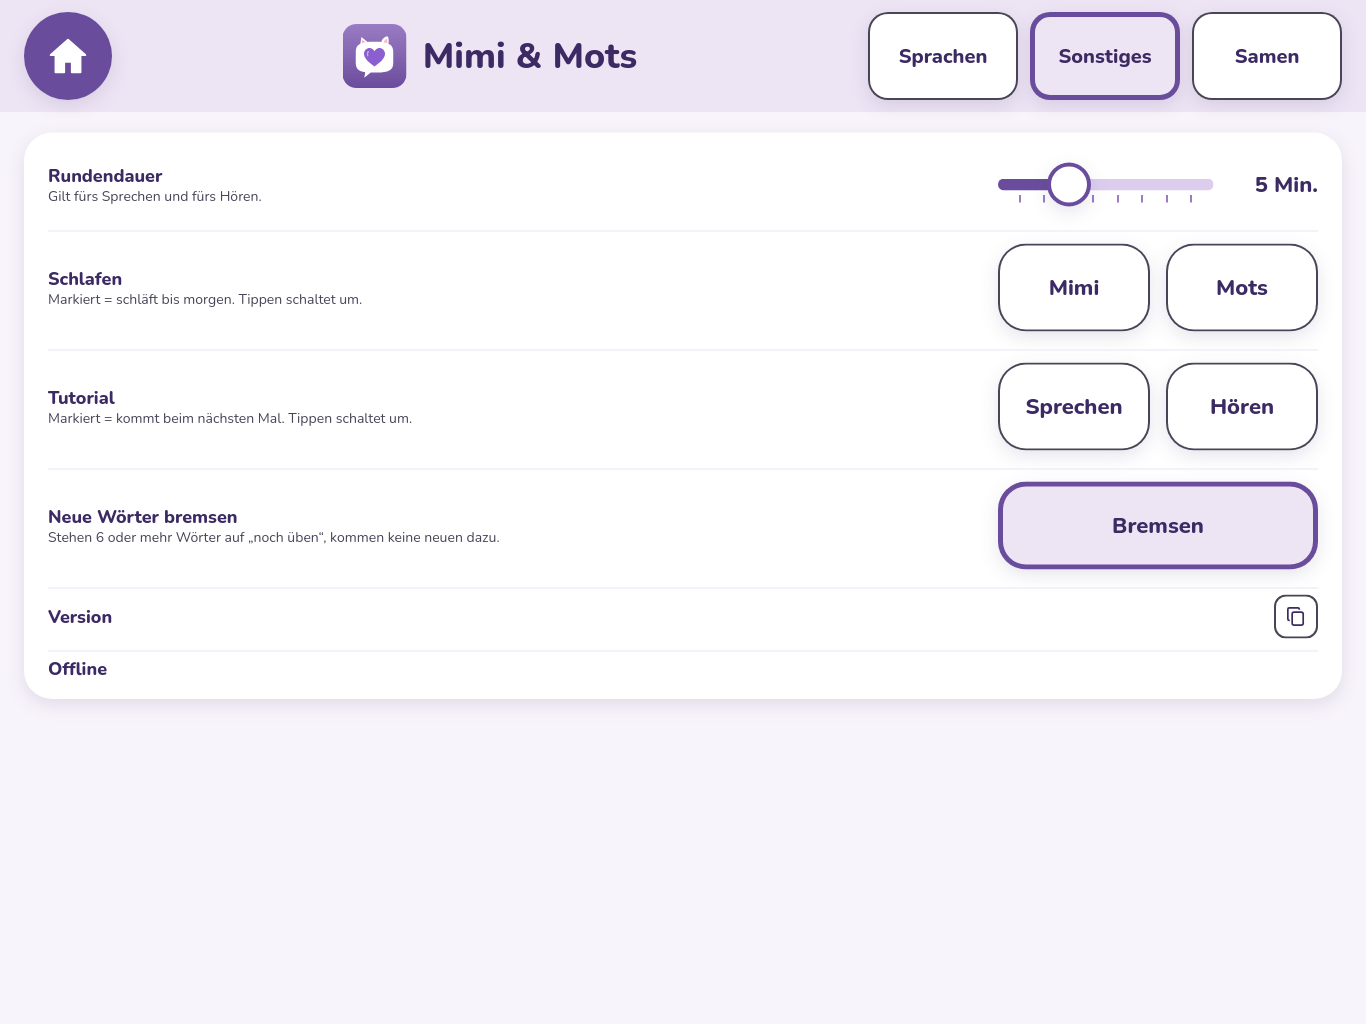 Mimi & Mots
Sprachen
Sonstiges
Samen
Rundendauer
Gilt fürs Sprechen und fürs Hören.
5 Min.
Schlafen
Markiert = schläft bis morgen. Tippen schaltet um.
Mimi
Mots
Tutorial
Markiert = kommt beim nächsten Mal. Tippen schaltet um.
Sprechen
Hören
Neue Wörter bremsen
Stehen 6 oder mehr Wörter auf „noch üben“, kommen keine neuen dazu.
Bremsen
Version
Offline